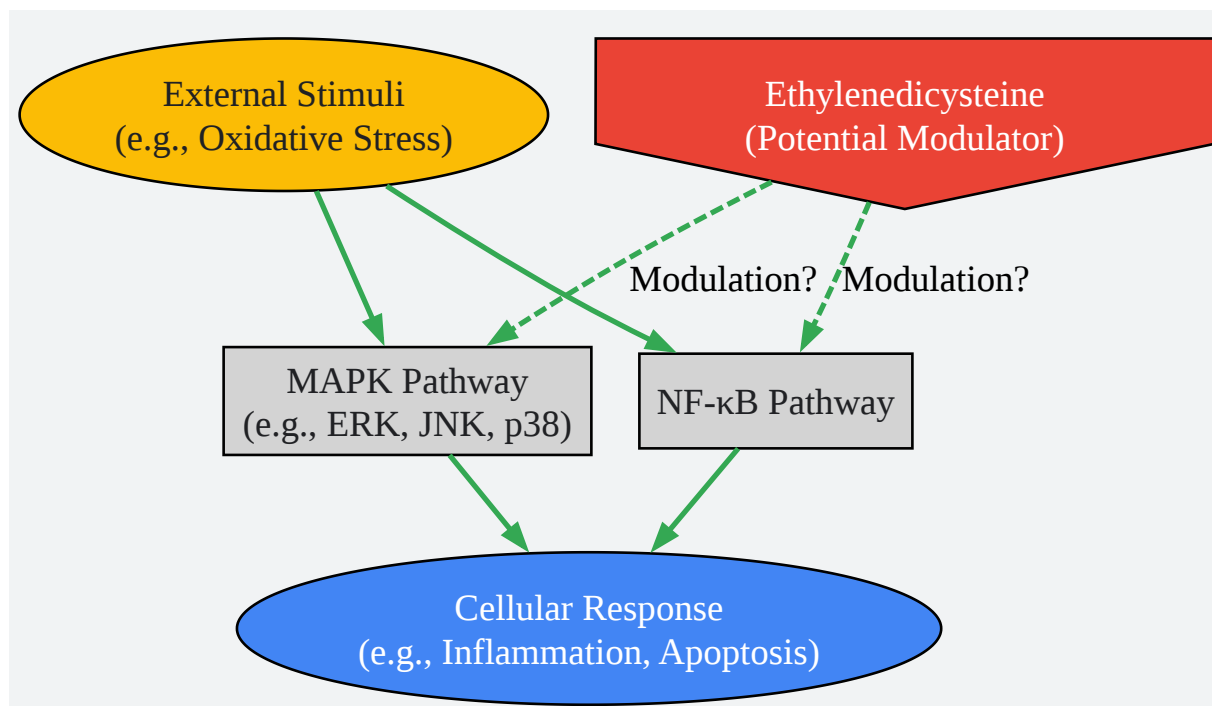 External Stimuli
(e.g., Oxidative Stress)
Ethylenedicysteine
(Potential Modulator)
Modulation?
Modulation?
MAPK Pathway
(e.g., ERK, JNK, p38)
NF-κB Pathway
Cellular Response
(e.g., Inflammation, Apoptosis)